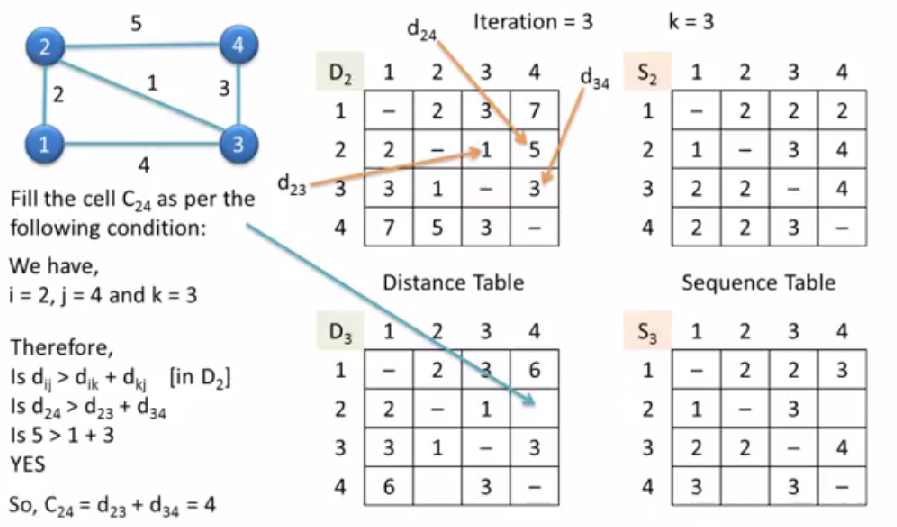 Iteration = 3 k = 3
5
d24
2 4
D2 1 2 3 4
d34
S2 1 2 3 4
1 – 2 3 7
1 – 2 2 2
2 1 3
2 2 – 1 5
2 1 – 3 4
1 3
4
d23
3 3 1 – 3
3 2 2 – 4
4 7 5 3 –
4 2 2 3 –
Fill the cell C24 as per the
following condition:
We have,
i = 2, j = 4 and k = 3
Distance Table
Sequence Table
Therefore,
Is dij > dik + dkj [in D2]
Is d24 > d23 + d34
Is 5 > 1 + 3
YES
So, C24 = d23 + d34 = 4
D3 1 2 3 4
1 – 2 3 6
2 2 – 1
3 3 1 – 3
4 6 3 –
S3 1 2 3 4
1 – 2 2 3
2 1 – 3
3 2 2 – 4
4 3 3 –